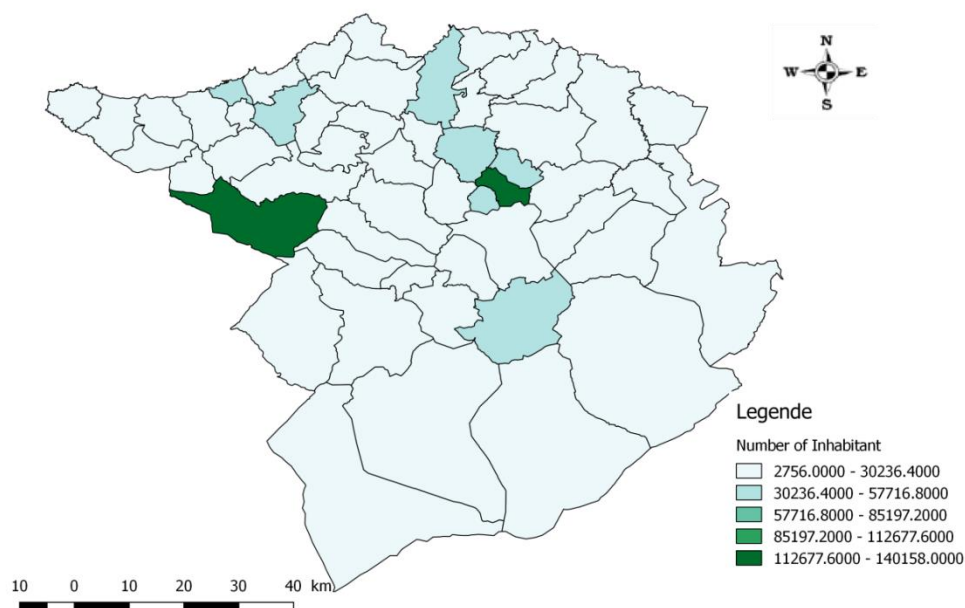 N
W E
S
Legende
Number of Inhabitant
2756.0000 - 30236.4000
30236.4000 - 57716.8000
57716.8000 - 85197.2000
85197.2000 - 112677.6000
112677.6000 - 140158.0000
10 0 10 20 30 40 km